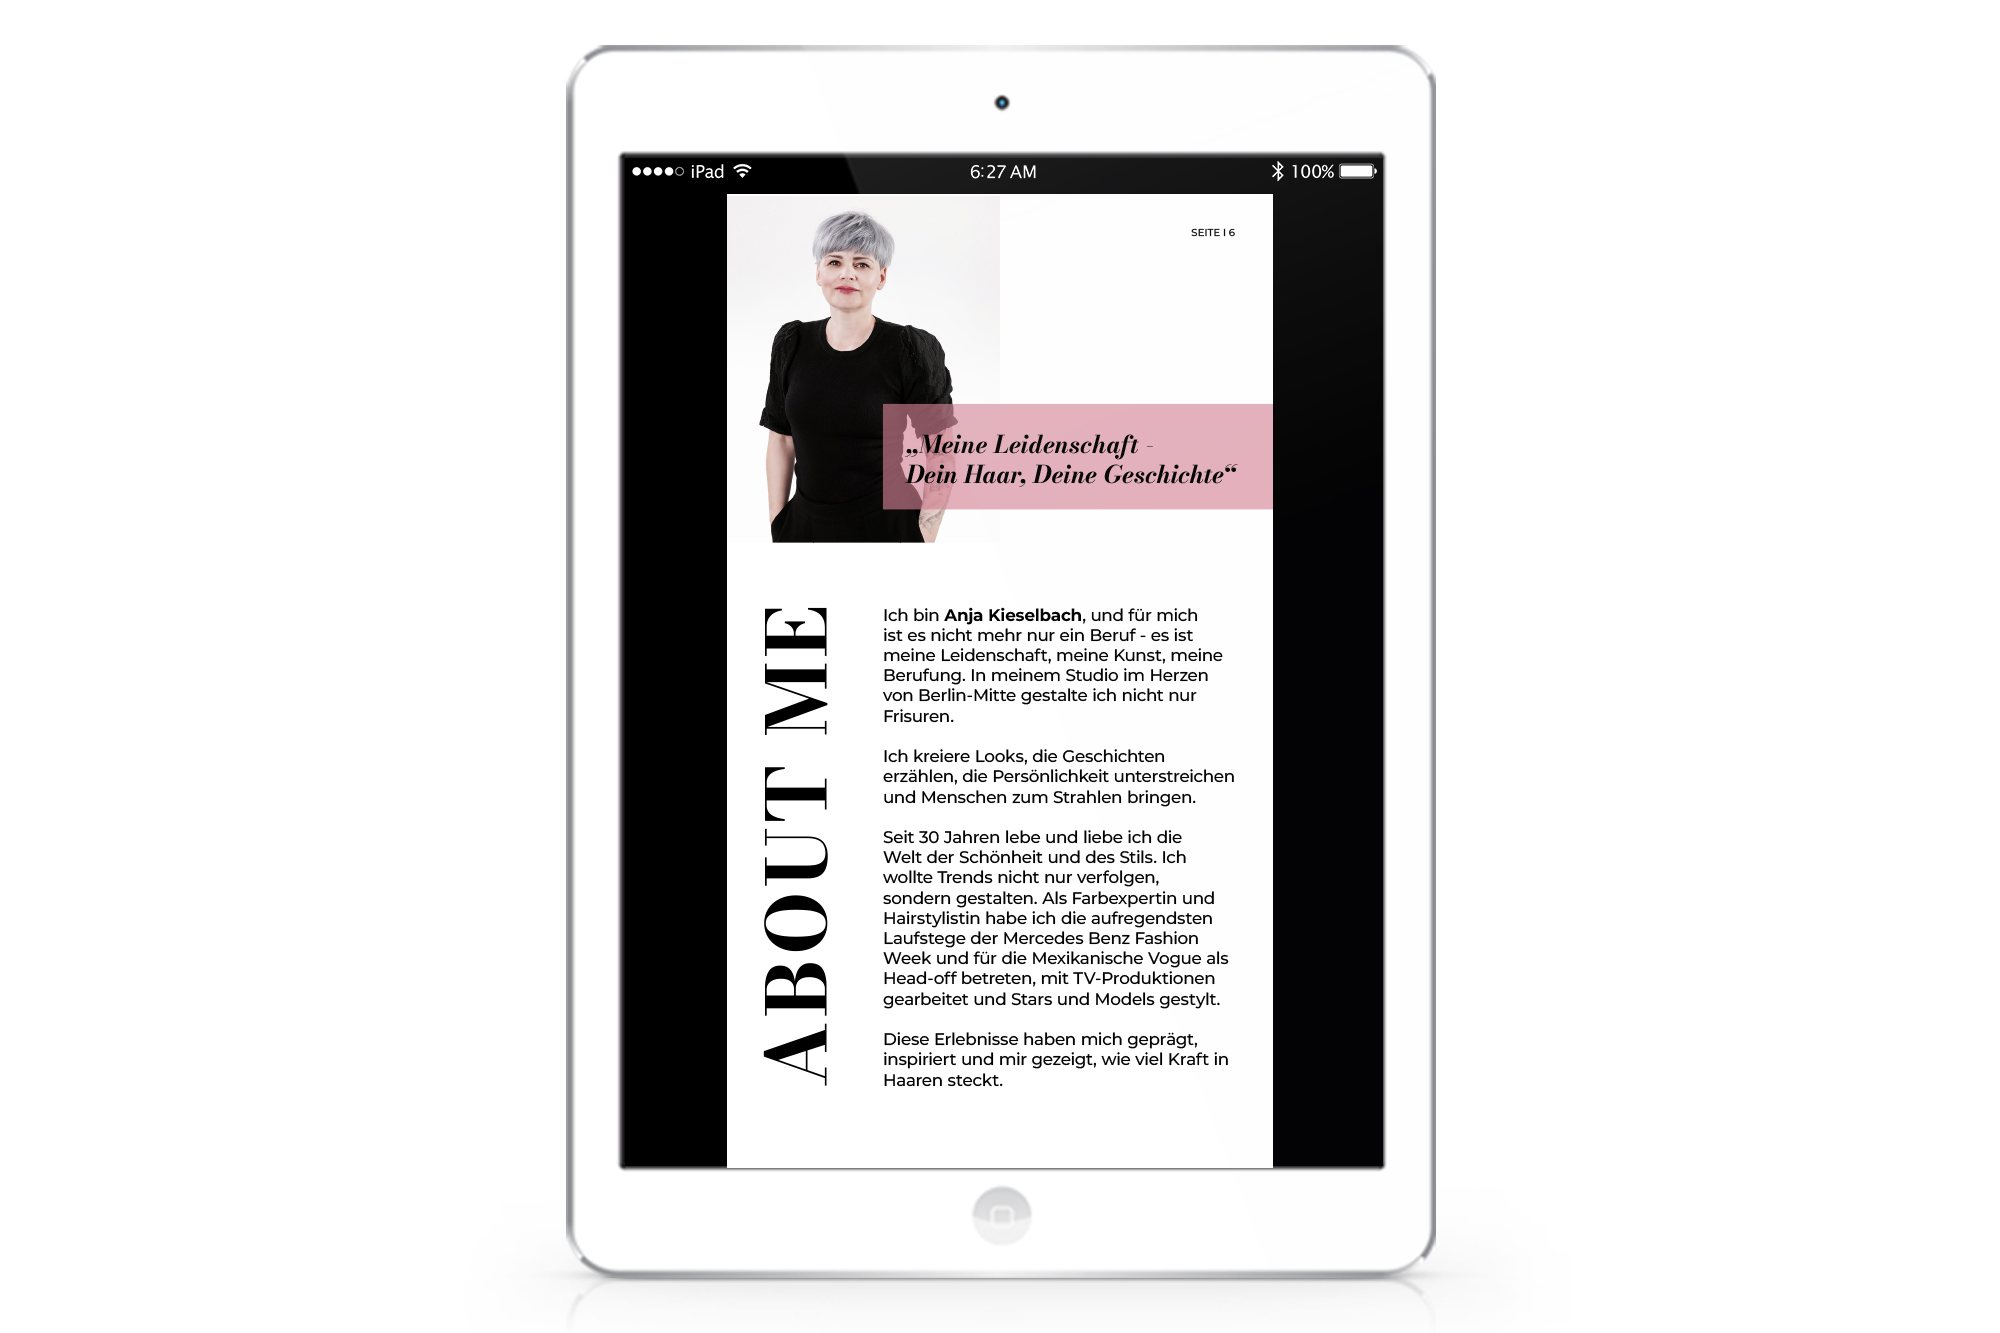 iPad
6:27 AM
100%
SEITE I 6
„Meine Leidenschaft -
Dein Haar, Deine Geschichte“
ABOUT ME
Ich bin Anja Kieselbach, und für mich
ist es nicht mehr nur ein Beruf - es ist
meine Leidenschaft, meine Kunst, meine
Berufung. In meinem Studio im Herzen
von Berlin-Mitte gestalte ich nicht nur
Frisuren.
Ich kreiere Looks, die Geschichten
erzählen, die Persönlichkeit unterstreichen
und Menschen zum Strahlen bringen.
Seit 30 Jahren lebe und liebe ich die
Welt der Schönheit und des Stils. Ich
wollte Trends nicht nur verfolgen,
sondern gestalten. Als Farbexpertin und
Hairstylistin habe ich die aufregendsten
Laufstege der Mercedes Benz Fashion
Week und für die Mexikanische Vogue als
Head-off betreten, mit TV-Produktionen
gearbeitet und Stars und Models gestylt.
Diese Erlebnisse haben mich geprägt,
inspiriert und mir gezeigt, wie viel Kraft in
Haaren steckt.